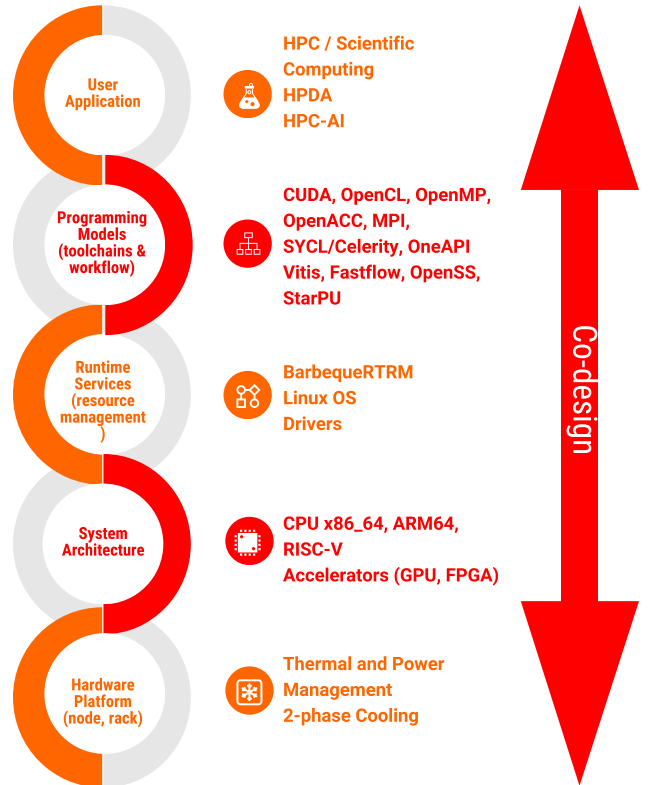 User
Application
HPC / Scientific
Computing
HPDA
HPC-AI
Programming
Models
(toolchains &
workflow)
CUDA, OpenCL, OpenMP,
OpenACC, MPI,
SYCL/Celerity, OneAPI
Vitis, Fastflow, OpenSS,
StarPU
Runtime
Services
(resource
management
)
BarbequeRTRM
Linux OS
Drivers
System
Architecture
CPU x86_64, ARM64,
RISC-V
Accelerators (GPU, FPGA)
Hardware
Platform
(node, rack)
Thermal and Power
Management
2-phase Cooling
Co-design